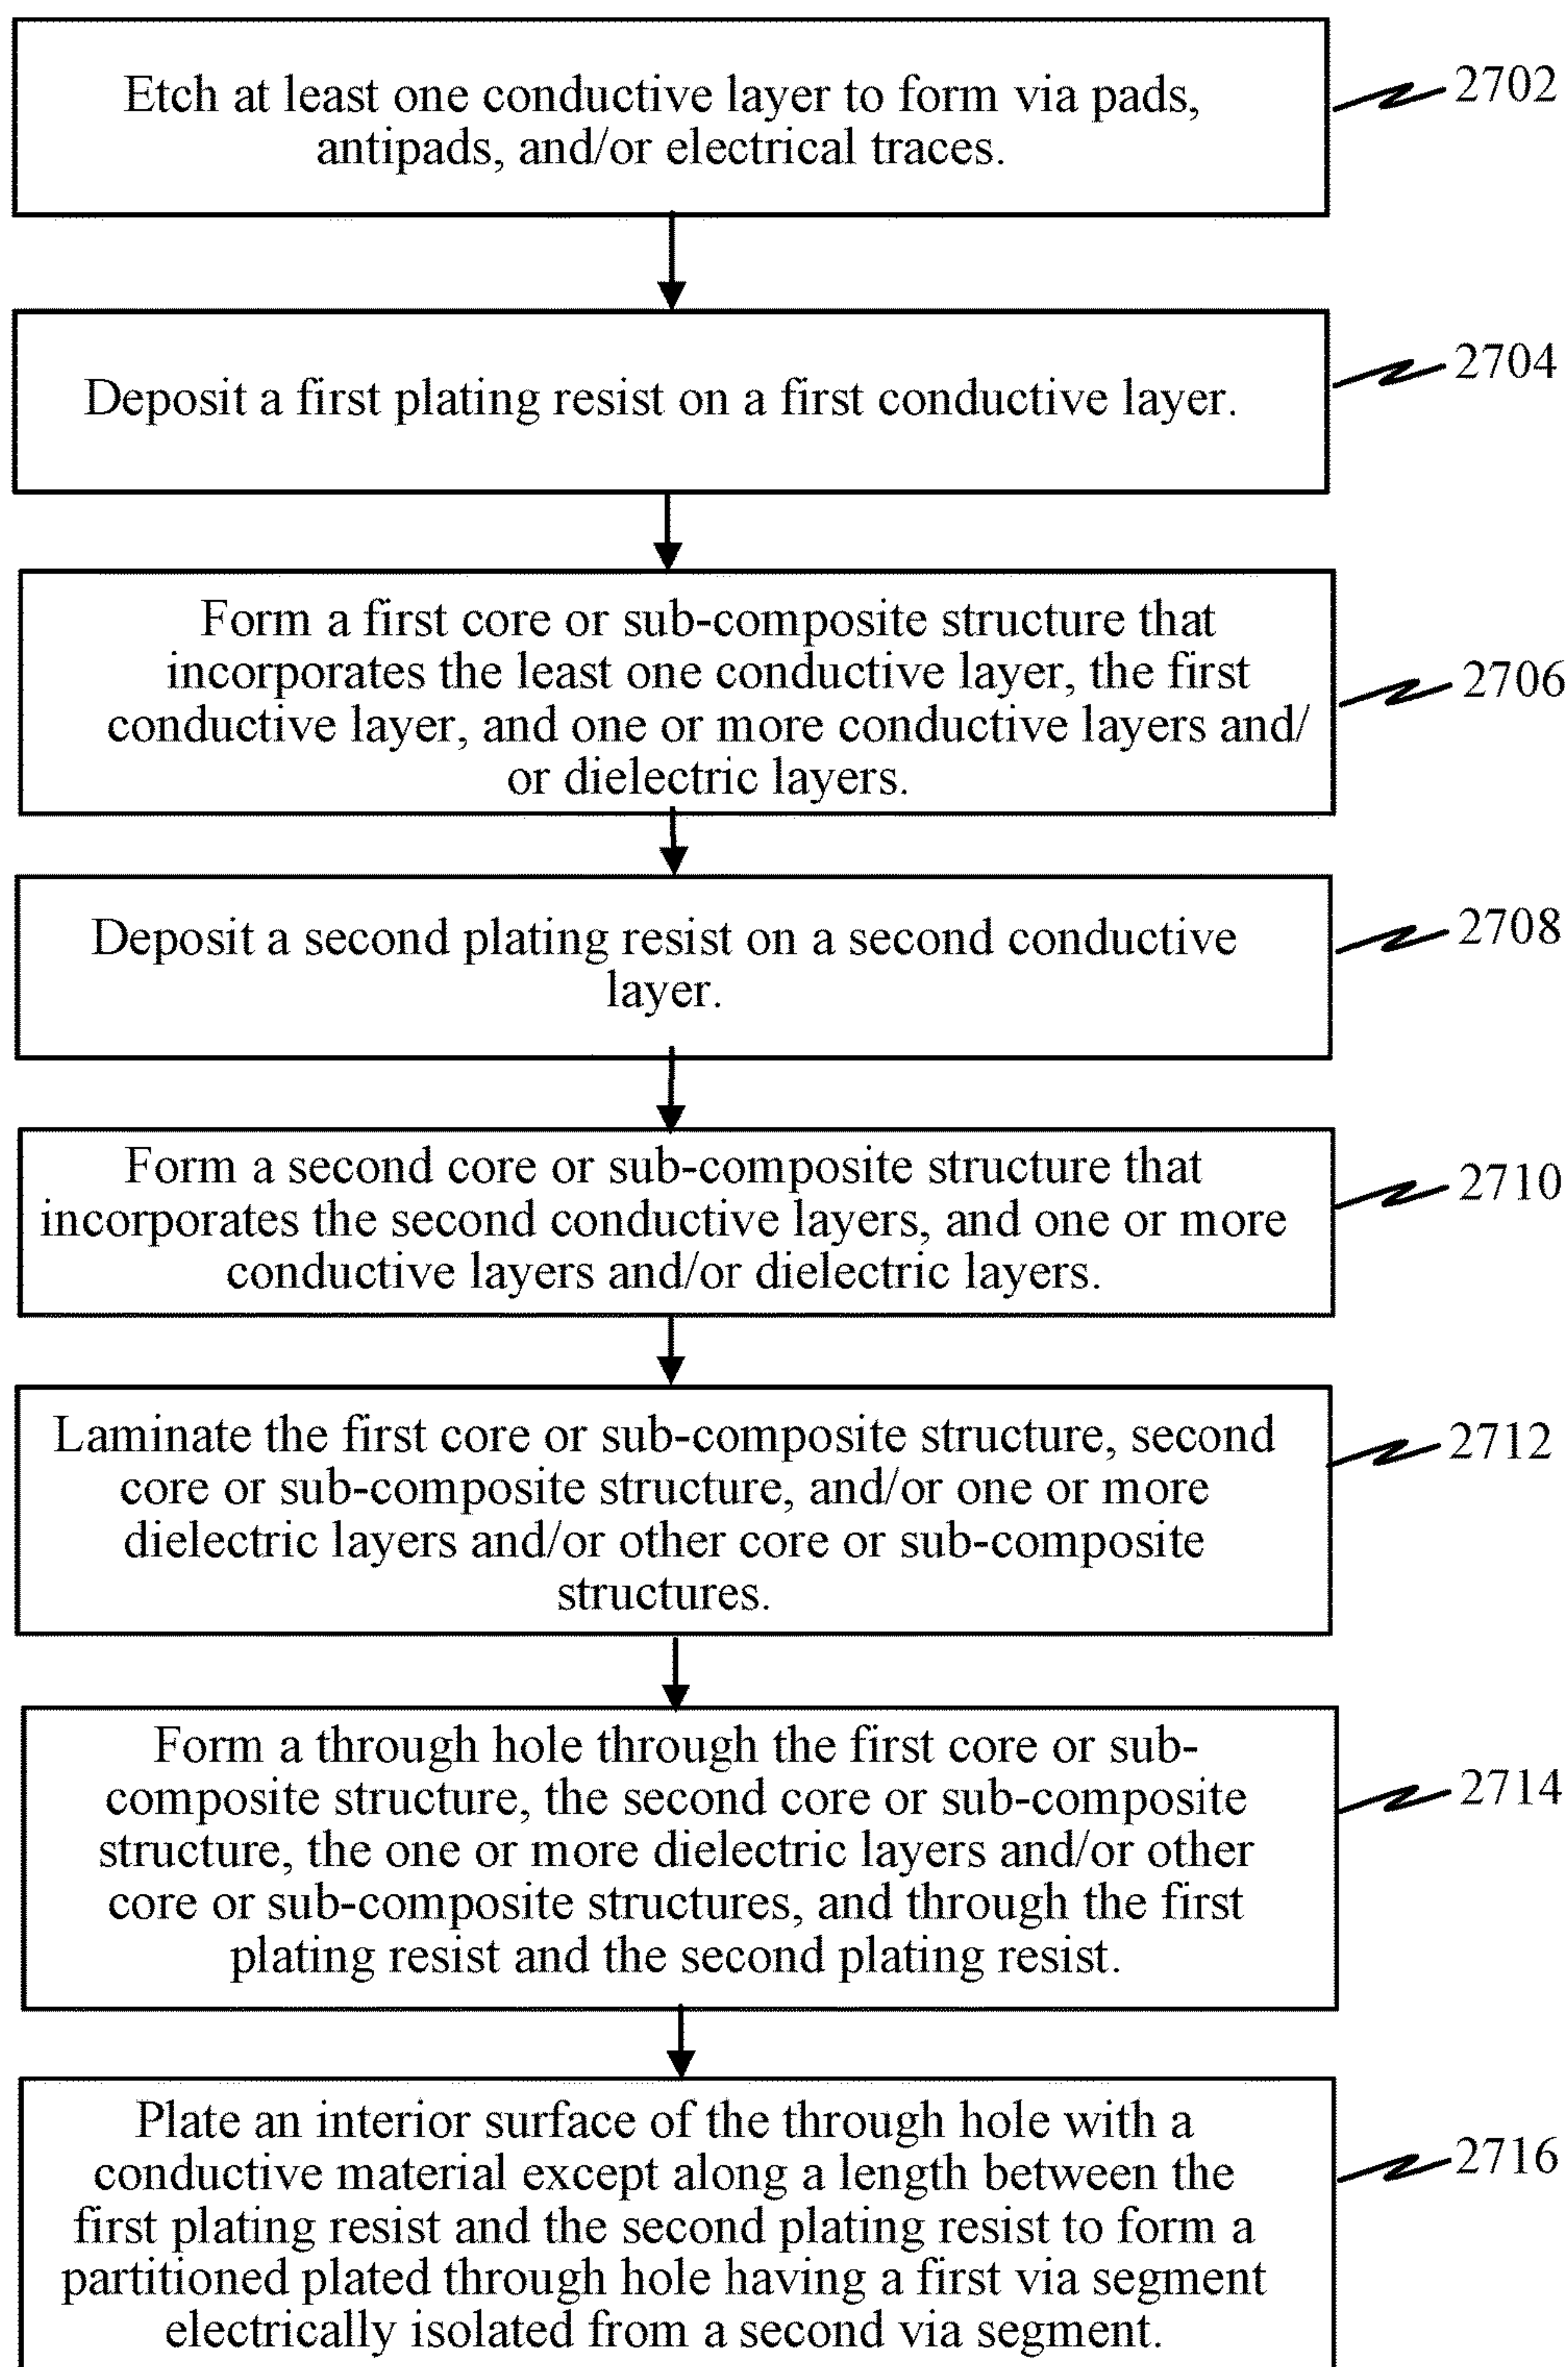 Etch at least one conductive layer to form via pads,
antipads, and/or electrical traces.
2702
Deposit a first plating resist on a first conductive layer.
2704
Form a first core or sub-composite structure that
incorporates the least one conductive layer, the first
conductive layer, and one or more conductive layers and/
or dielectric layers.
2706
Deposit a second plating resist on a second conductive
layer.
2708
Form a second core or sub-composite structure that
incorporates the second conductive layers, and one or more
conductive layers and/or dielectric layers.
2710
Laminate the first core or sub-composite structure, second
core or sub-composite structure, and/or one or more
dielectric layers and/or other core or sub-composite
structures.
2712
Form a through hole through the first core or sub-
composite structure, the second core or sub-composite
structure, the one or more dielectric layers and/or other
core or sub-composite structures, and through the first
plating resist and the second plating resist.
2714
Plate an interior surface of the through hole with a
conductive material except along a length between the
first plating resist and the second plating resist to form a
partitioned plated through hole having a first via segment
electrically isolated from a second via segment.
2716